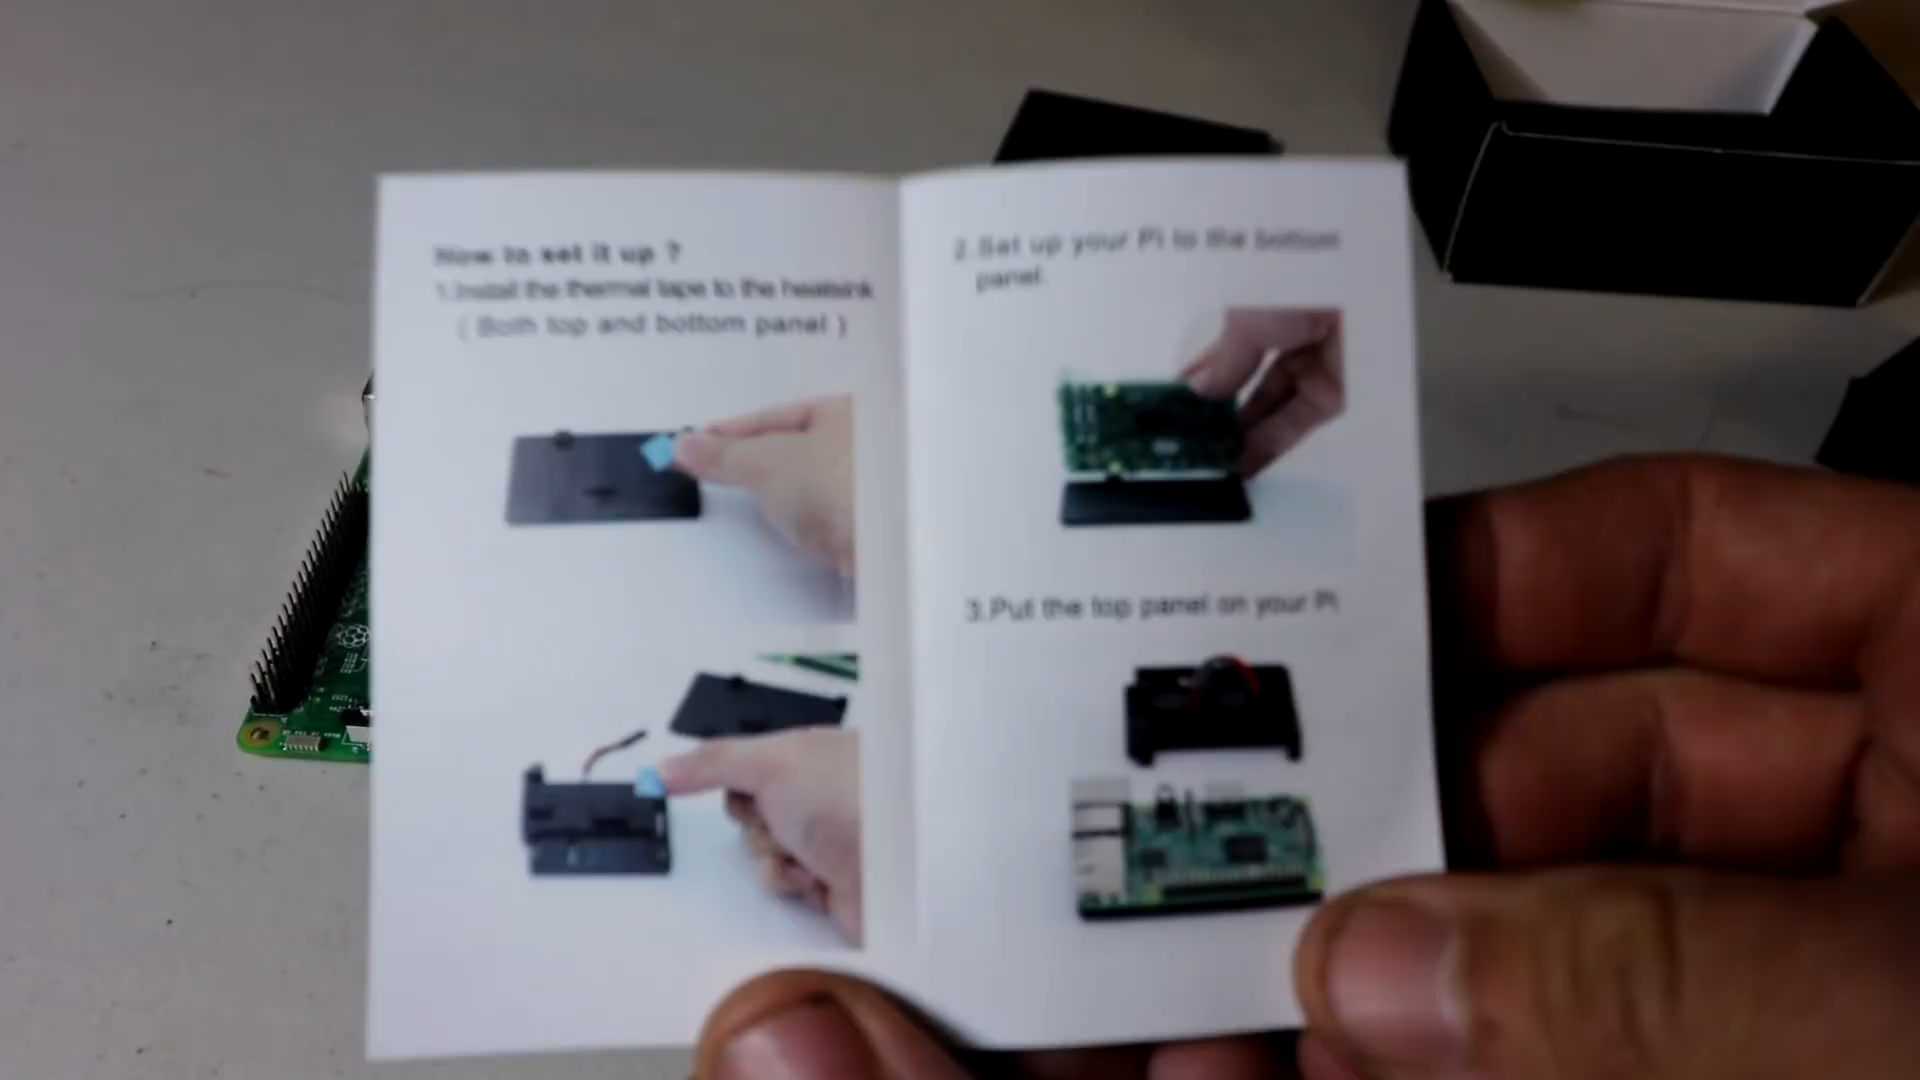 How to set it up ?
1.Install the thermal tape to the heatsink
( Both top and bottom panel )
2.Set up your Pi to the bottom
panel.
3.Put the top panel on your Pi